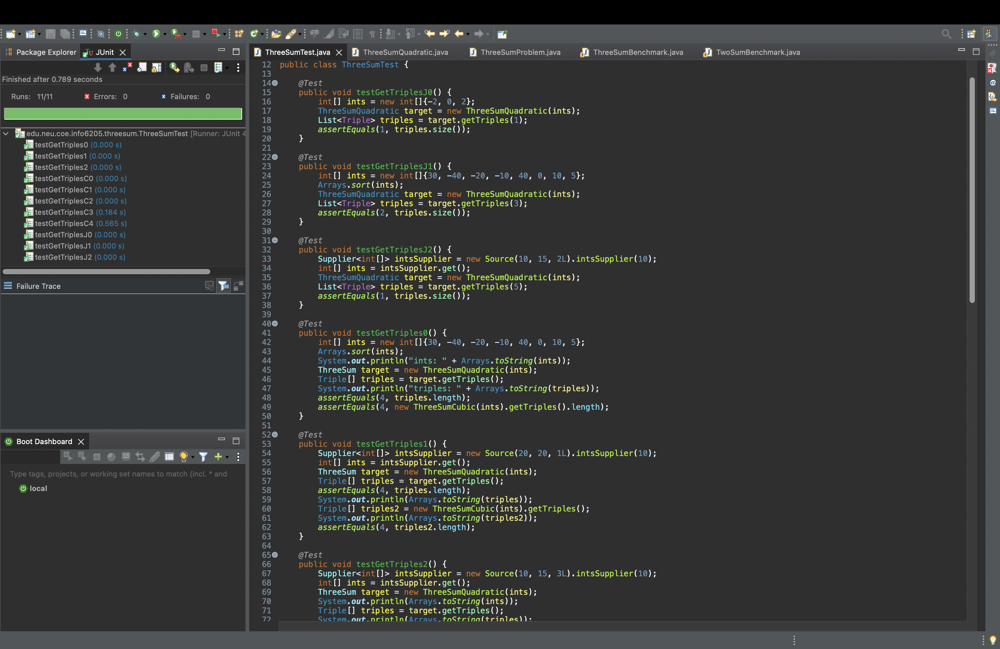 Package Explorer
JUnit
Finished after 0.789 seconds
Runs: 11/11
Errors: 0
Failures: 0
edu.neu.coe.info6205.threesum.ThreeSumTest [Runner: JUnit 4
testGetTriples0 (0.000 s)
testGetTriples1 (0.000 s)
testGetTriples2 (0.000 s)
testGetTriplesC0 (0.000 s)
testGetTriplesC1 (0.000 s)
testGetTriplesC2 (0.000 s)
testGetTriplesC3 (0.184 s)
testGetTriplesC4 (0.565 s)
testGetTriplesJ0 (0.000 s)
testGetTriplesJ1 (0.000 s)
testGetTriplesJ2 (0.000 s)
Failure Trace
Boot Dashboard
Type tags, projects, or working set names to match (incl. * and
local
ThreeSumTest.java
ThreeSumQuadratic.java
ThreeSumProblem.java
ThreeSumBenchmark.java
TwoSumBenchmark.java
12 public class ThreeSumTest {
13
14 @Test
15 public void testGetTriplesJ0() {
16 int[] ints = new int[]{-2, 0, 2};
17 ThreeSumQuadratic target = new ThreeSumQuadratic(ints);
18 List<Triple> triples = target.getTriples(1);
19 assertEquals(1, triples.size());
20 }
21
22 @Test
23 public void testGetTriplesJ1() {
24 int[] ints = new int[]{30, -40, -20, -10, 40, 0, 10, 5};
25 Arrays.sort(ints);
26 ThreeSumQuadratic target = new ThreeSumQuadratic(ints);
27 List<Triple> triples = target.getTriples(3);
28 assertEquals(2, triples.size());
29 }
30
31 @Test
32 public void testGetTriplesJ2() {
33 Supplier<int[]> intsSupplier = new Source(10, 15, 2L).intsSupplier(10);
34 int[] ints = intsSupplier.get();
35 ThreeSumQuadratic target = new ThreeSumQuadratic(ints);
36 List<Triple> triples = target.getTriples(5);
37 assertEquals(1, triples.size());
38 }
39
40 @Test
41 public void testGetTriples0() {
42 int[] ints = new int[]{30, -40, -20, -10, 40, 0, 10, 5};
43 Arrays.sort(ints);
44 System.out.println("ints: " + Arrays.toString(ints));
45 ThreeSum target = new ThreeSumQuadratic(ints);
46 Triple[] triples = target.getTriples();
47 System.out.println("triples: " + Arrays.toString(triples));
48 assertEquals(4, triples.length);
49 assertEquals(4, new ThreeSumCubic(ints).getTriples().length);
50 }
51
52 @Test
53 public void testGetTriples1() {
54 Supplier<int[]> intsSupplier = new Source(20, 20, 1L).intsSupplier(10);
55 int[] ints = intsSupplier.get();
56 ThreeSum target = new ThreeSumQuadratic(ints);
57 Triple[] triples = target.getTriples();
58 assertEquals(4, triples.length);
59 System.out.println(Arrays.toString(triples));
60 Triple[] triples2 = new ThreeSumCubic(ints).getTriples();
61 System.out.println(Arrays.toString(triples2));
62 assertEquals(4, triples2.length);
63 }
64
65 @Test
66 public void testGetTriples2() {
67 Supplier<int[]> intsSupplier = new Source(10, 15, 3L).intsSupplier(10);
68 int[] ints = intsSupplier.get();
69 ThreeSum target = new ThreeSumQuadratic(ints);
70 System.out.println(Arrays.toString(ints));
71 Triple[] triples = target.getTriples();
72 System.out.println(Arrays.toString(triples));